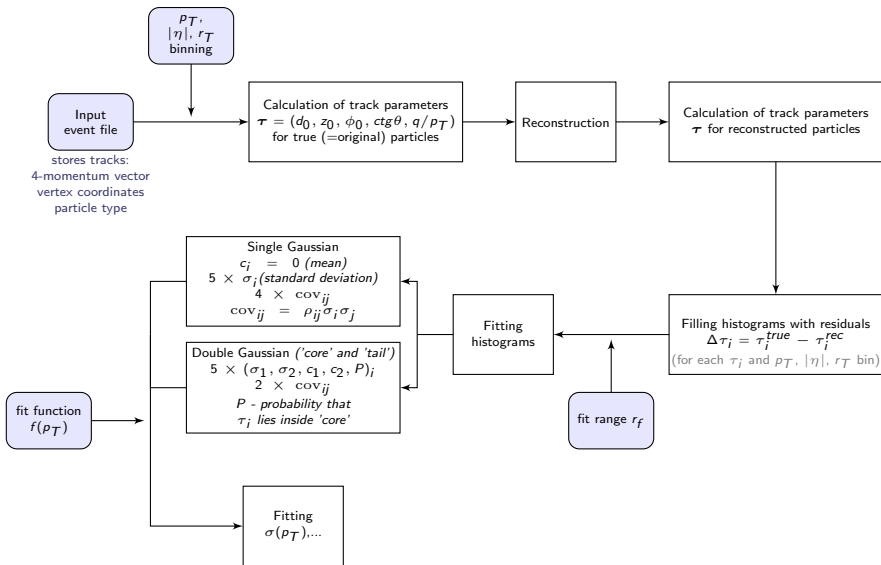 p_T,
|η|, r_T
binning
Input
event file
stores tracks:
4-momentum vector
vertex coordinates
particle type
Calculation of track parameters
τ = (d_0, z_0, ϕ_0, ctgθ, q/p_T)
for true (=original) particles
Reconstruction
Calculation of track parameters
τ for reconstructed particles
Single Gaussian
c_i = 0 (mean)
5 × σ_i (standard deviation)
4 × cov_ij
cov_ij = ρ_ij σ_i σ_j
Double Gaussian ('core' and 'tail')
5 × (σ_1, σ_2, c_1, c_2, P)_i
2 × cov_ij
P - probability that
τ_i lies inside 'core'
Fitting
histograms
Filling histograms with residuals
Δτ_i = τ_i^true − τ_i^rec
(for each τ_i and p_T, |η|, r_T bin)
fit function
f(p_T)
fit range r_f
Fitting
σ(p_T),...